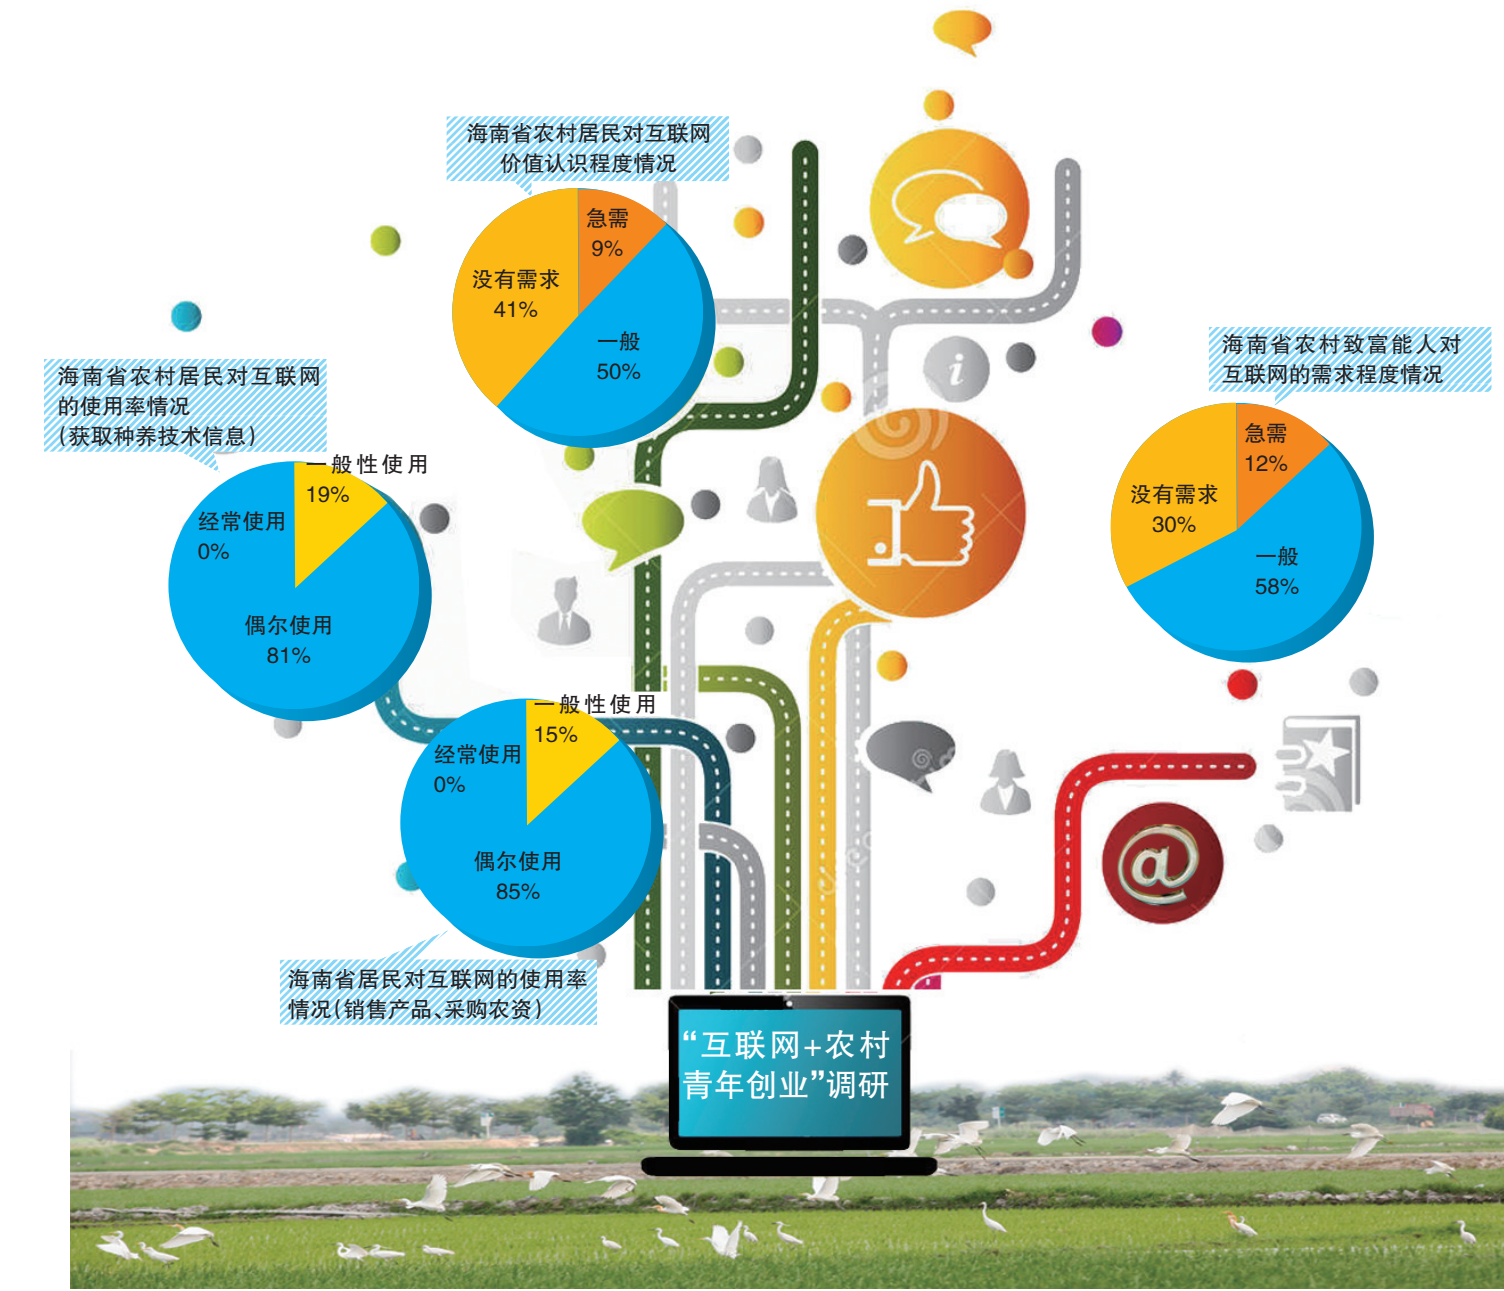 海南省农村居民对互联网
价值认识程度情况
急需
9%
没有需求
41%
一般
50%
海南省农村致富能人对
互联网的需求程度情况
急需
12%
没有需求
30%
一般
58%
海南省农村居民对互联网
的使用率情况
(获取种养技术信息)
一般性使用
19%
经常使用
0%
偶尔使用
81%
一般性使用
15%
经常使用
0%
偶尔使用
85%
海南省居民对互联网的使用率
情况(销售产品、采购农资)
i
@
“互联网+农村
青年创业”调研